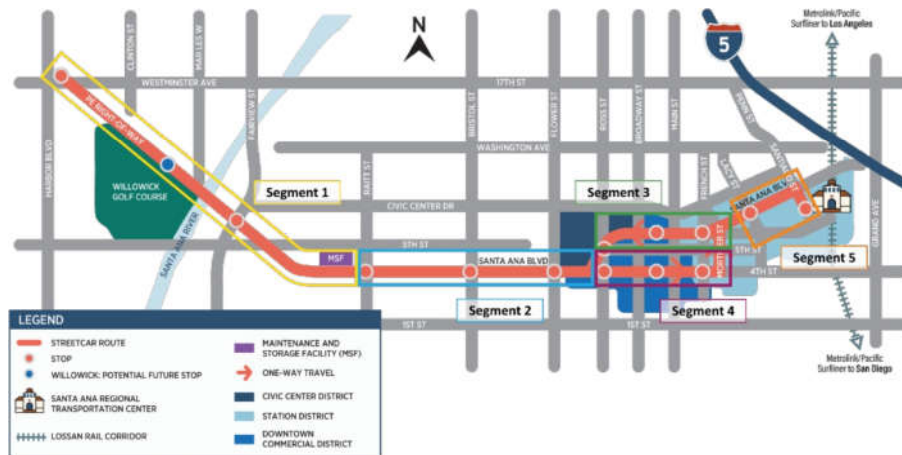 Metrolink/Pacific
Surfliner to Los Angeles
N
5
CLINTON ST
MAR LES W
WESTMINSTER AVE
17TH ST
PE RIGHT-OF-WAY
FAIRVIEW ST
BRISTOL ST
FLOWER ST
ROSS ST
BROADWAY ST
MAIN ST
PENN ST
HARBOR BLVD
WASHINGTON AVE
RAITT ST
FRENCH ST
LACY ST
SANTIAGO ST
WILLOWICK
GOLF COURSE
Segment 1
Segment 3
SANTA ANA BLVD
SANTA ANA RIVER
CIVIC CENTER DR
GRAND AVE
5TH ST
5TH ST
Segment 5
MSF
SANTA ANA BLVD
4TH ST
Segment 2
Segment 4
1ST ST
1ST ST
Metrolink/Pacific
Surfliner to San Diego
LEGEND
STREETCAR ROUTE
STOP
WILLOWICK: POTENTIAL FUTURE STOP
SANTA ANA REGIONAL
TRANSPORTATION CENTER
LOSSAN RAIL CORRIDOR
MAINTENANCE AND
STORAGE FACILITY (MSF)
ONE-WAY TRAVEL
CIVIC CENTER DISTRICT
STATION DISTRICT
DOWNTOWN
COMMERCIAL DISTRICT